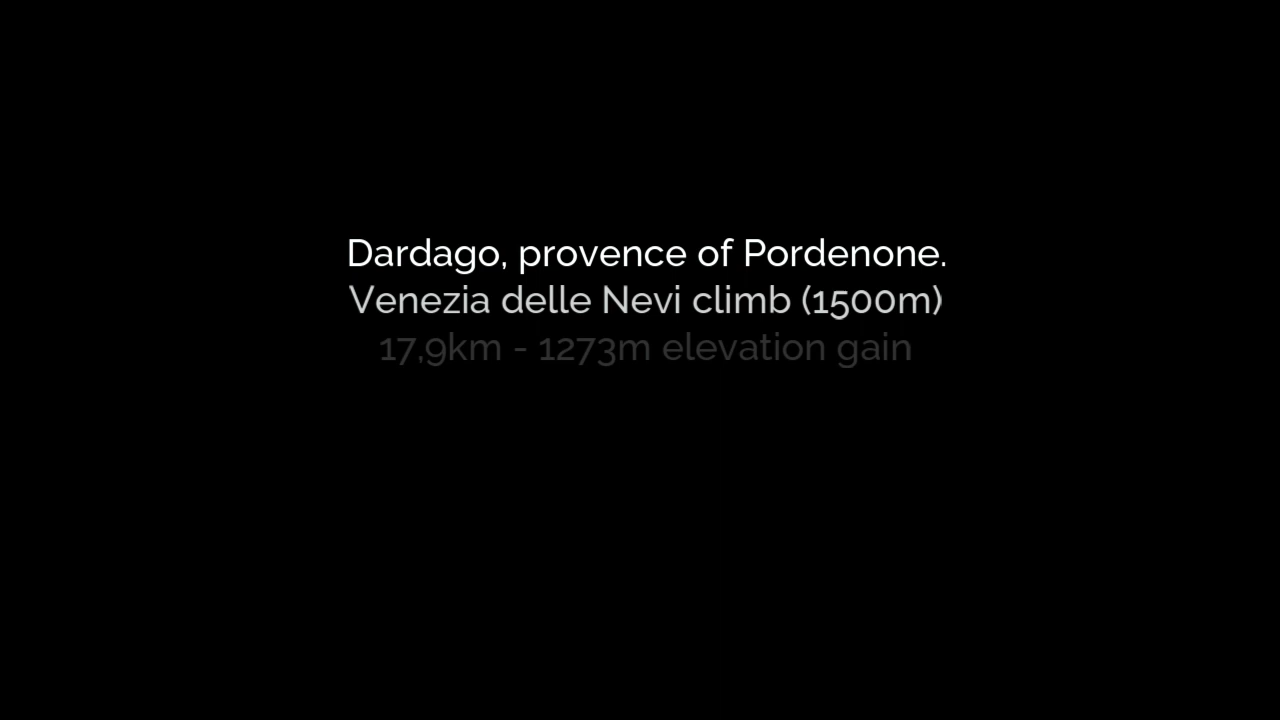 Dardago, provence of Pordenone.
Venezia delle Nevi climb (1500m)
17,9km - 1273m elevation gain